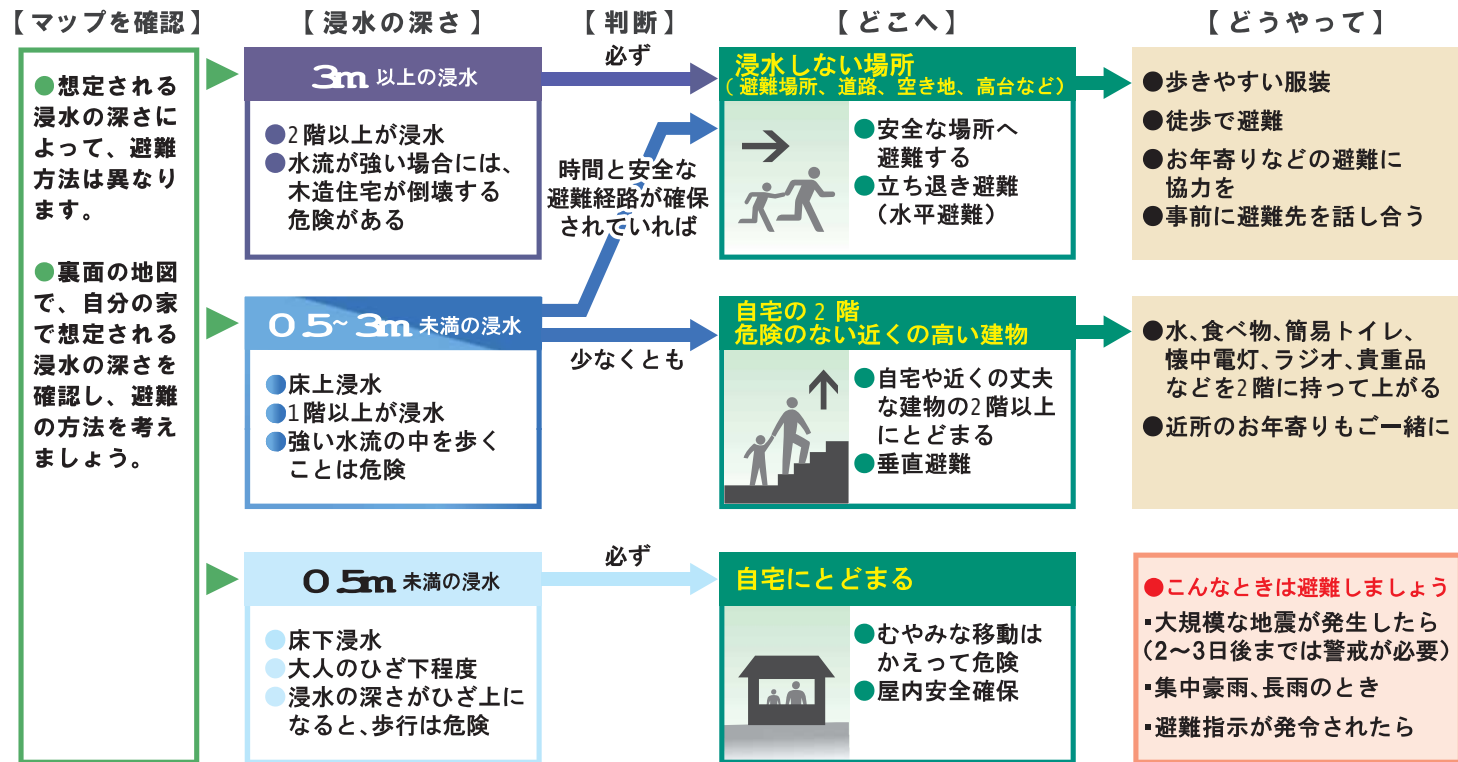 【マップを確認】
【浸水の深さ】
【判断】
【どこへ】
【どうやって】
●想定される
浸水の深さに
よって、避難
方法は異なり
ます。
●裏面の地図
で、自分の家
で想定される
浸水の深さを
確認し、避難
の方法を考え
ましょう。
3m 以上の浸水
●2階以上が浸水
●水流が強い場合には、
木造住宅が倒壊する
危険がある
必ず
浸水しない場所
(避難場所、道路、空き地、高台など)
●安全な場所へ
避難する
●立ち退き避難
(水平避難)
●歩きやすい服装
●徒歩で避難
●お年寄りなどの避難に
協力を
●事前に避難先を話し合う
時間と安全な
避難経路が確保
されていれば
0.5~3m 未満の浸水
●床上浸水
●1階以上が浸水
●強い水流の中を歩く
ことは危険
少なくとも
自宅の2階
危険のない近くの高い建物
●自宅や近くの丈夫
な建物の2階以上
にとどまる
●垂直避難
●水、食べ物、簡易トイレ、
懐中電灯、ラジオ、貴重品
などを2階に持って上がる
●近所のお年寄りもご一緒に
0.5m 未満の浸水
●床下浸水
●大人のひざ下程度
●浸水の深さがひざ上に
なると、歩行は危険
必ず
自宅にとどまる
●むやみな移動は
かえって危険
●屋内安全確保
●こんなときは避難しましょう
▪大規模な地震が発生したら
(2〜3日後までは警戒が必要)
▪集中豪雨、長雨のとき
▪避難指示が発令されたら